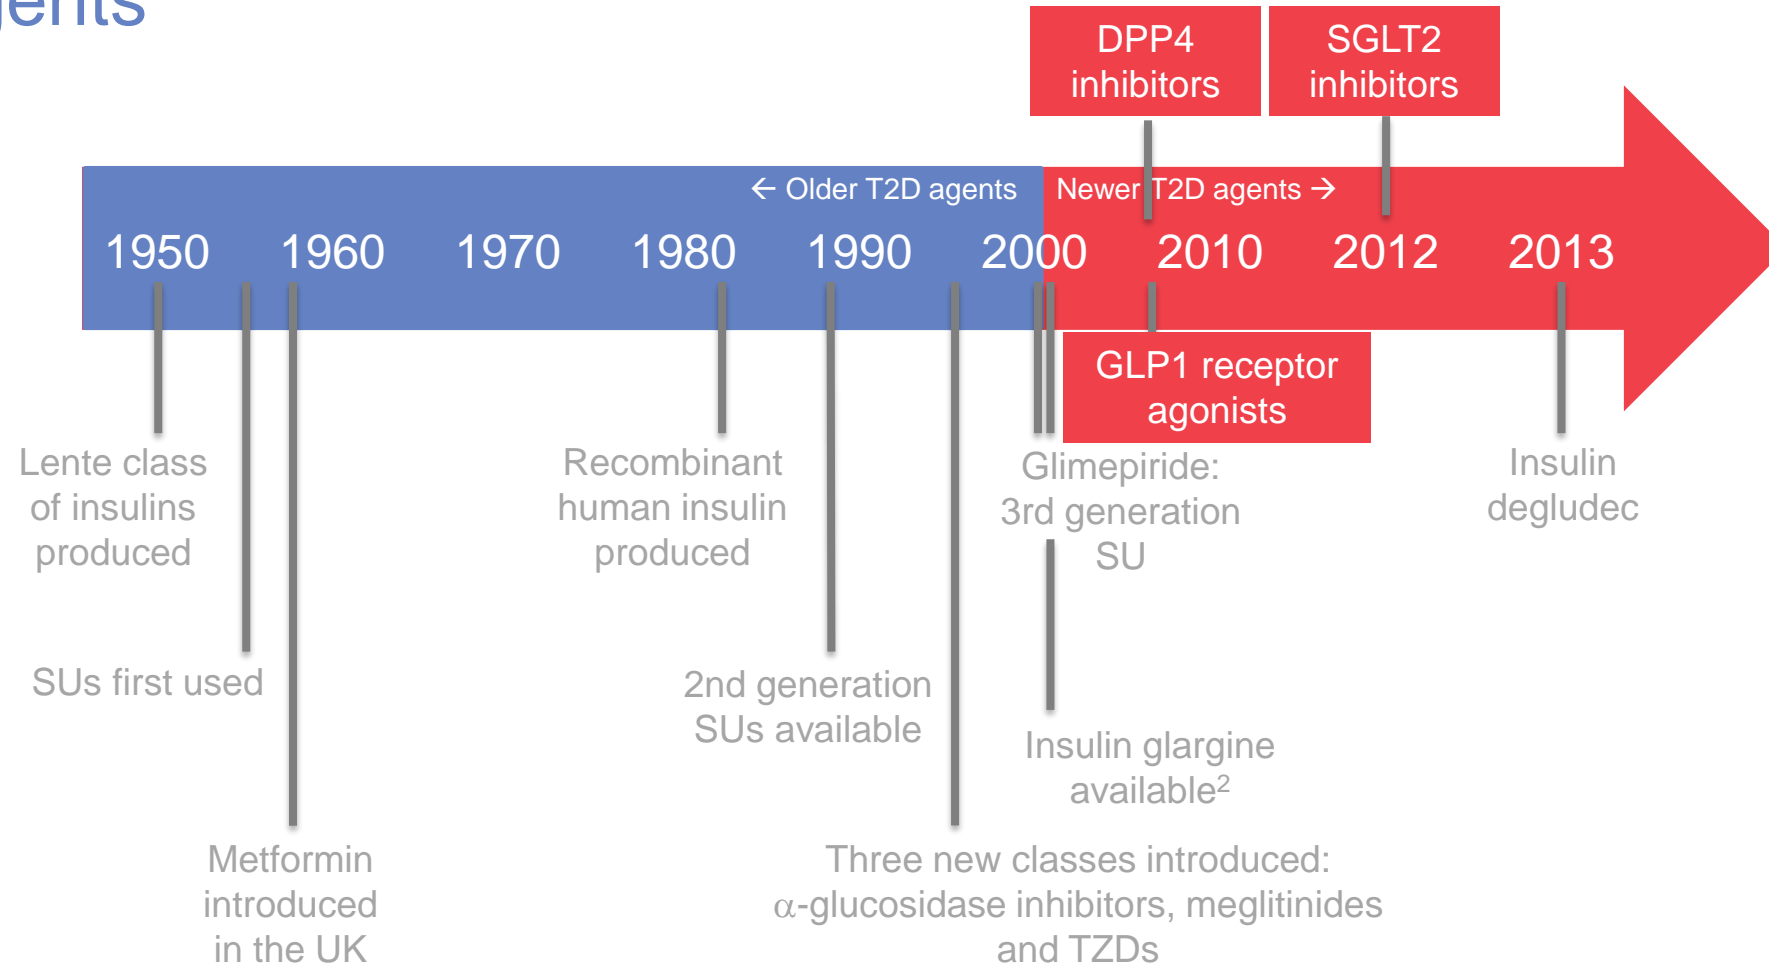 DPP4
inhibitors
SGLT2
inhibitors
← Older T2D agents
Newer T2D agents →
1950 1960 1970 1980 1990 2000 2010 2012 2013
GLP1 receptor
agonists
Lente class
of insulins
produced
Recombinant
human insulin
produced
Glimepiride:
3rd generation
SU
Insulin
degludec
SUs first used
2nd generation
SUs available
Insulin glargine
available²
Metformin
introduced
in the UK
Three new classes introduced:
α-glucosidase inhibitors, meglitinides
and TZDs